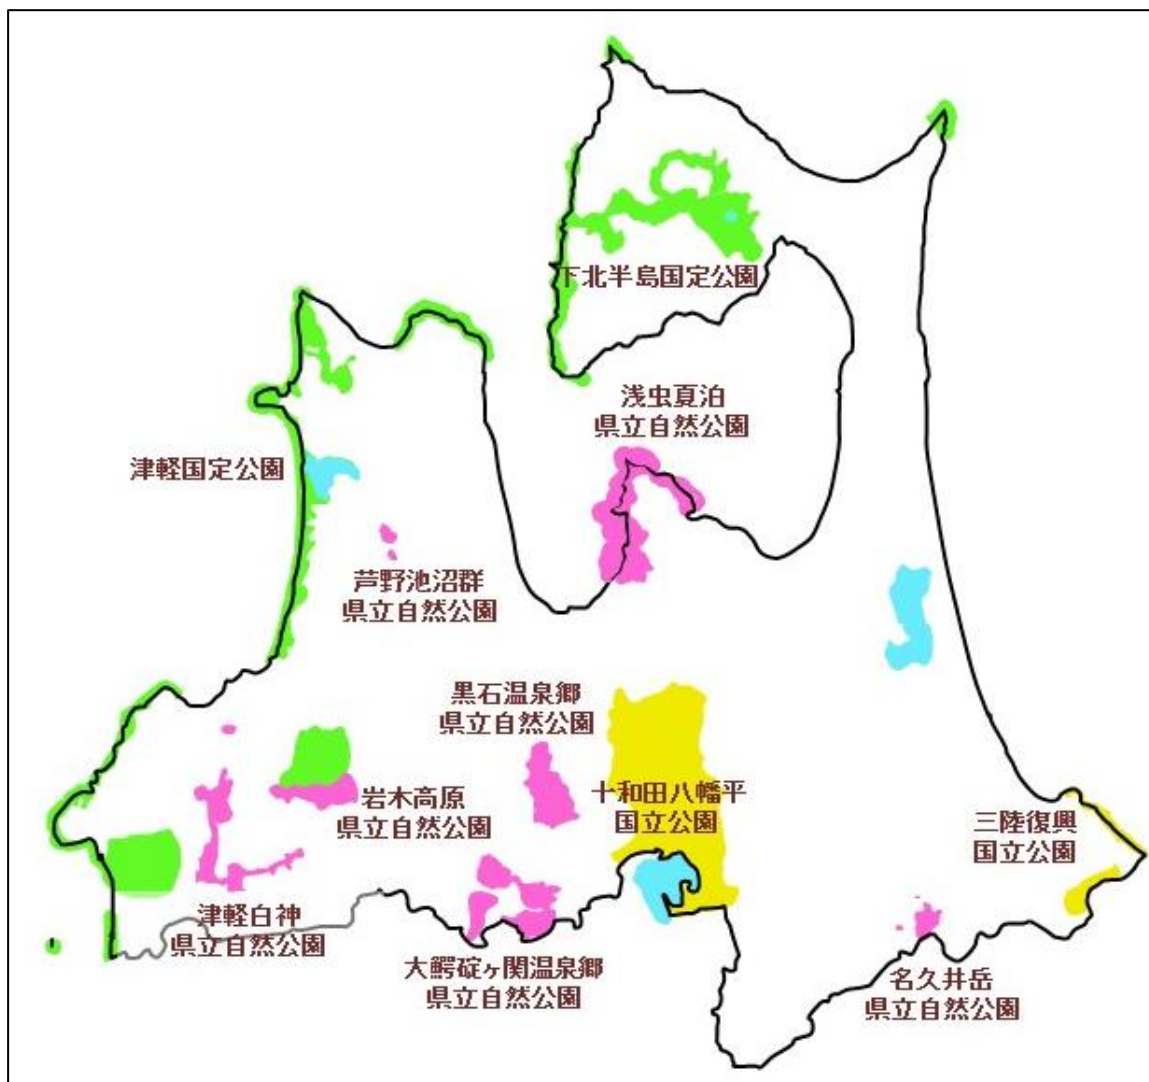 下北半島国定公園
浅虫夏泊
県立自然公園
津軽国定公園
芦野池沼群
県立自然公園
黒石温泉郷
県立自然公園
岩木高原
県立自然公園
十和田八幡平
国立公園
三陸復興
国立公園
津軽白神
県立自然公園
大鰐碇ヶ関温泉郷
県立自然公園
名久井岳
県立自然公園